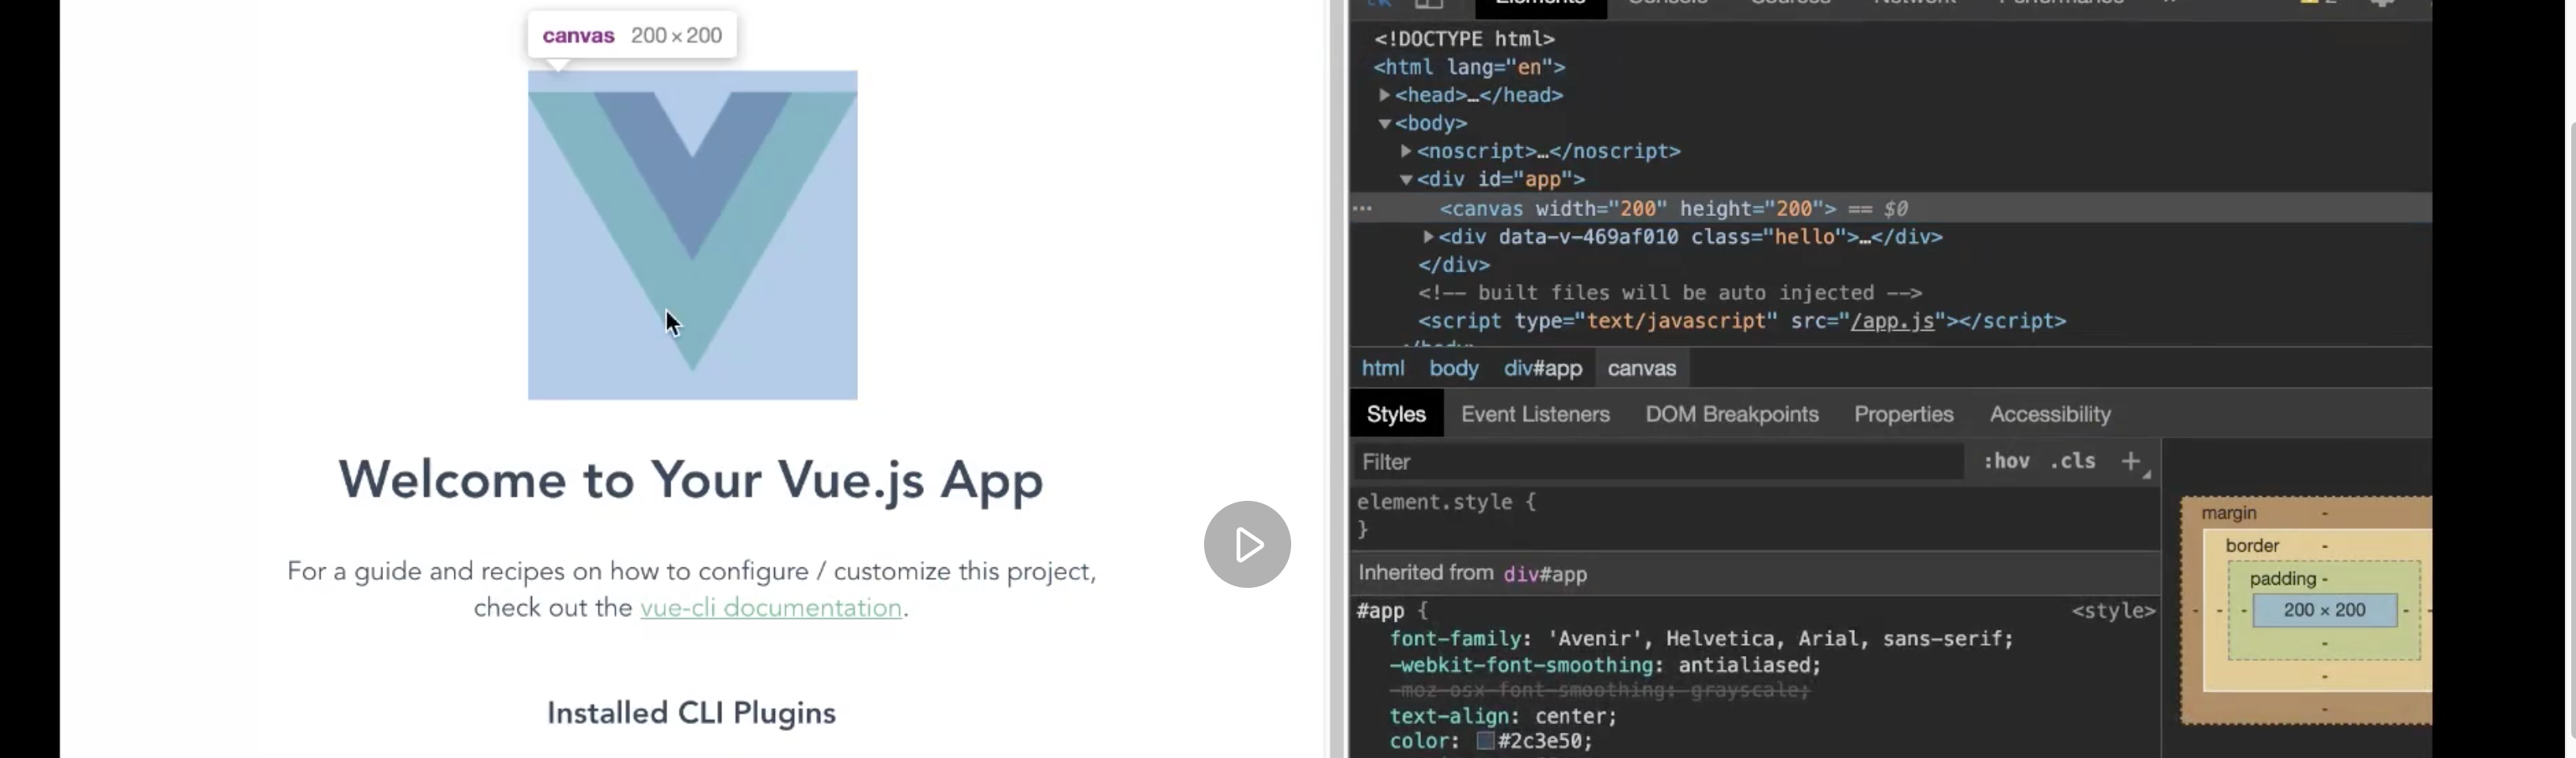 canvas 200 × 200
Welcome to Your Vue.js App
For a guide and recipes on how to configure / customize this project,
check out the vue-cli documentation.
Installed CLI Plugins
Elements Console Sources Network Performance » 2
<!DOCTYPE html>
<html lang="en">
<head>…</head>
<body>
<noscript>…</noscript>
<div id="app">
<canvas width="200" height="200"> == $0
<div data-v-469af010 class="hello">…</div>
</div>
<!-- built files will be auto injected -->
<script type="text/javascript" src="/app.js"></script>
</body>
html body div#app canvas
Styles Event Listeners DOM Breakpoints Properties Accessibility
Filter :hov .cls +
element.style {
}
Inherited from div#app
#app { <style>
font-family: 'Avenir', Helvetica, Arial, sans-serif;
-webkit-font-smoothing: antialiased;
-moz-osx-font-smoothing: grayscale;
text-align: center;
color: #2c3e50;
margin -
border -
padding -
- - - 200 × 200 - -
-
-
-